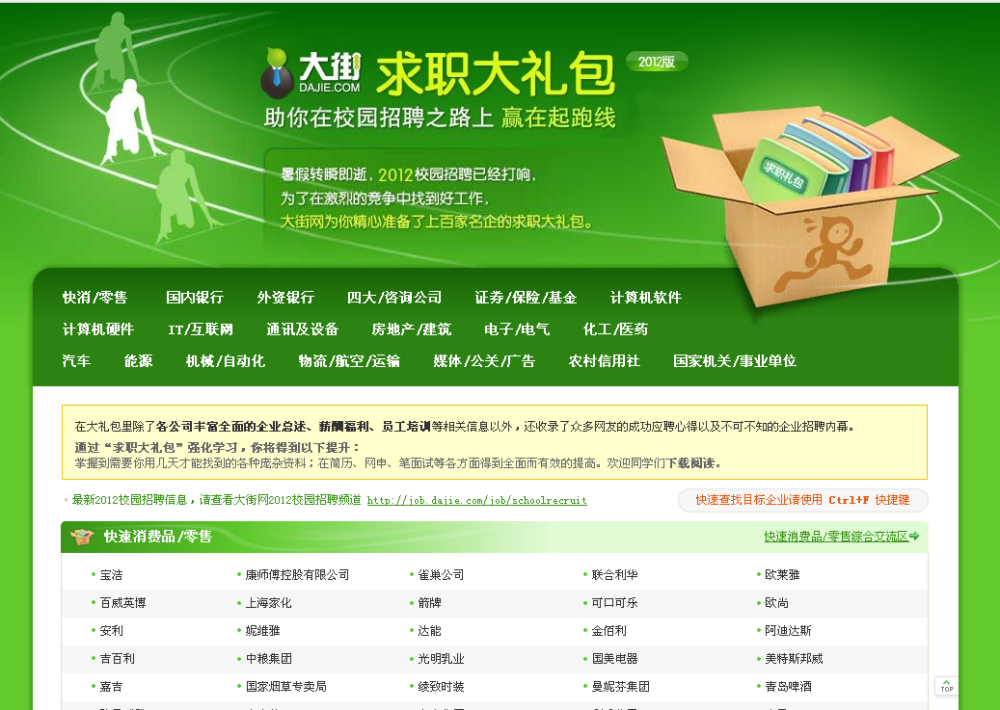 大街 DAJIE.COM 求职大礼包 2012版
助你在校园招聘之路上 赢在起跑线
暑假转瞬即逝，2012校园招聘已经打响，
为了在激烈的竞争中找到好工作，
大街网为你精心准备了上百家名企的求职大礼包。
求职礼包
快消/零售 国内银行 外资银行 四大/咨询公司 证券/保险/基金 计算机软件
计算机硬件 IT/互联网 通讯及设备 房地产/建筑 电子/电气 化工/医药
汽车 能源 机械/自动化 物流/航空/运输 媒体/公关/广告 农村信用社 国家机关/事业单位
在大礼包里除了各公司丰富全面的企业总述、薪酬福利、员工培训等相关信息以外，还收录了众多网友的成功应聘心得以及不可不知的企业招聘内幕。
通过“求职大礼包”强化学习，你将得到以下提升：
掌握到需要你用几天才能找到的各种庞杂资料；在简历、网申、笔面试等各方面得到全面而有效的提高。欢迎同学们下载阅读。
最新2012校园招聘信息，请查看大街网2012校园招聘频道 http://job.dajie.com/job/schoolrecruit 快速查找目标企业请使用 Ctrl+F 快捷键
快速消费品/零售 快速消费品/零售综合交流区
宝洁 康师傅控股有限公司 雀巢公司 联合利华 欧莱雅
百威英博 上海家化 箭牌 可口可乐 欧尚
安利 妮维雅 达能 金佰利 阿迪达斯
吉百利 中粮集团 光明乳业 国美电器 美特斯邦威
嘉吉 国家烟草专卖局 绫致时装 曼妮芬集团 青岛啤酒
TOP